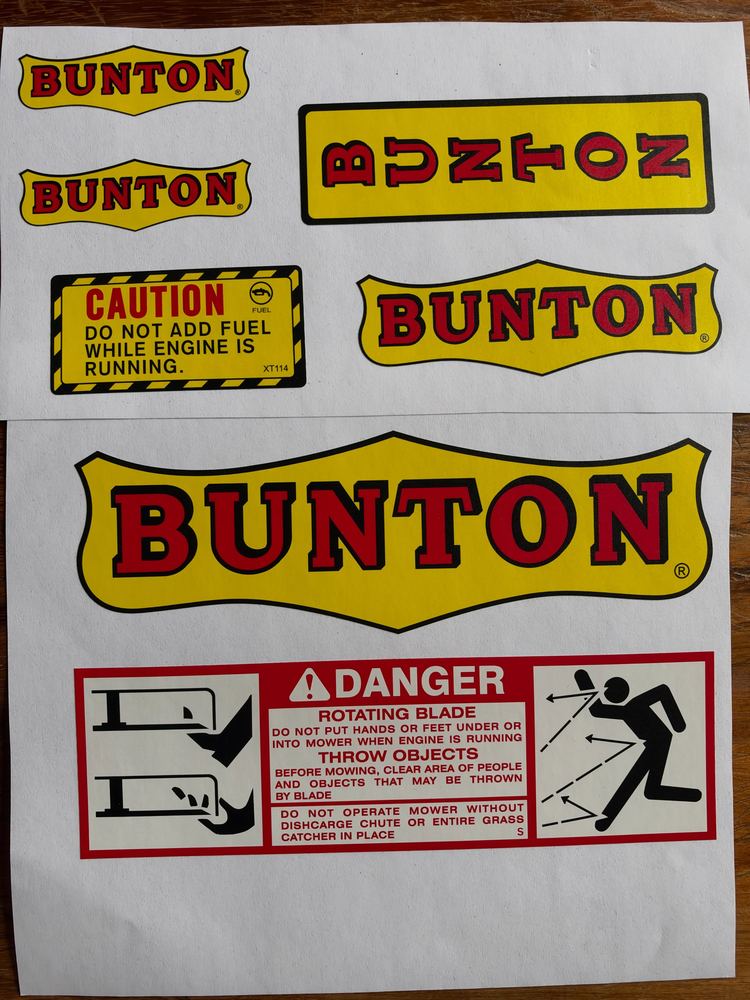 BUNTON®
BUNTON®
BUNTON
CAUTION
FUEL
DO NOT ADD FUEL
WHILE ENGINE IS
RUNNING.
XT114
BUNTON®
BUNTON®
DANGER
ROTATING BLADE
DO NOT PUT HANDS OR FEET UNDER OR
INTO MOWER WHEN ENGINE IS RUNNING
THROW OBJECTS
BEFORE MOWING, CLEAR AREA OF PEOPLE
AND OBJECTS THAT MAY BE THROWN
BY BLADE
DO NOT OPERATE MOWER WITHOUT
DISHCARGE CHUTE OR ENTIRE GRASS
CATCHER IN PLACE
S